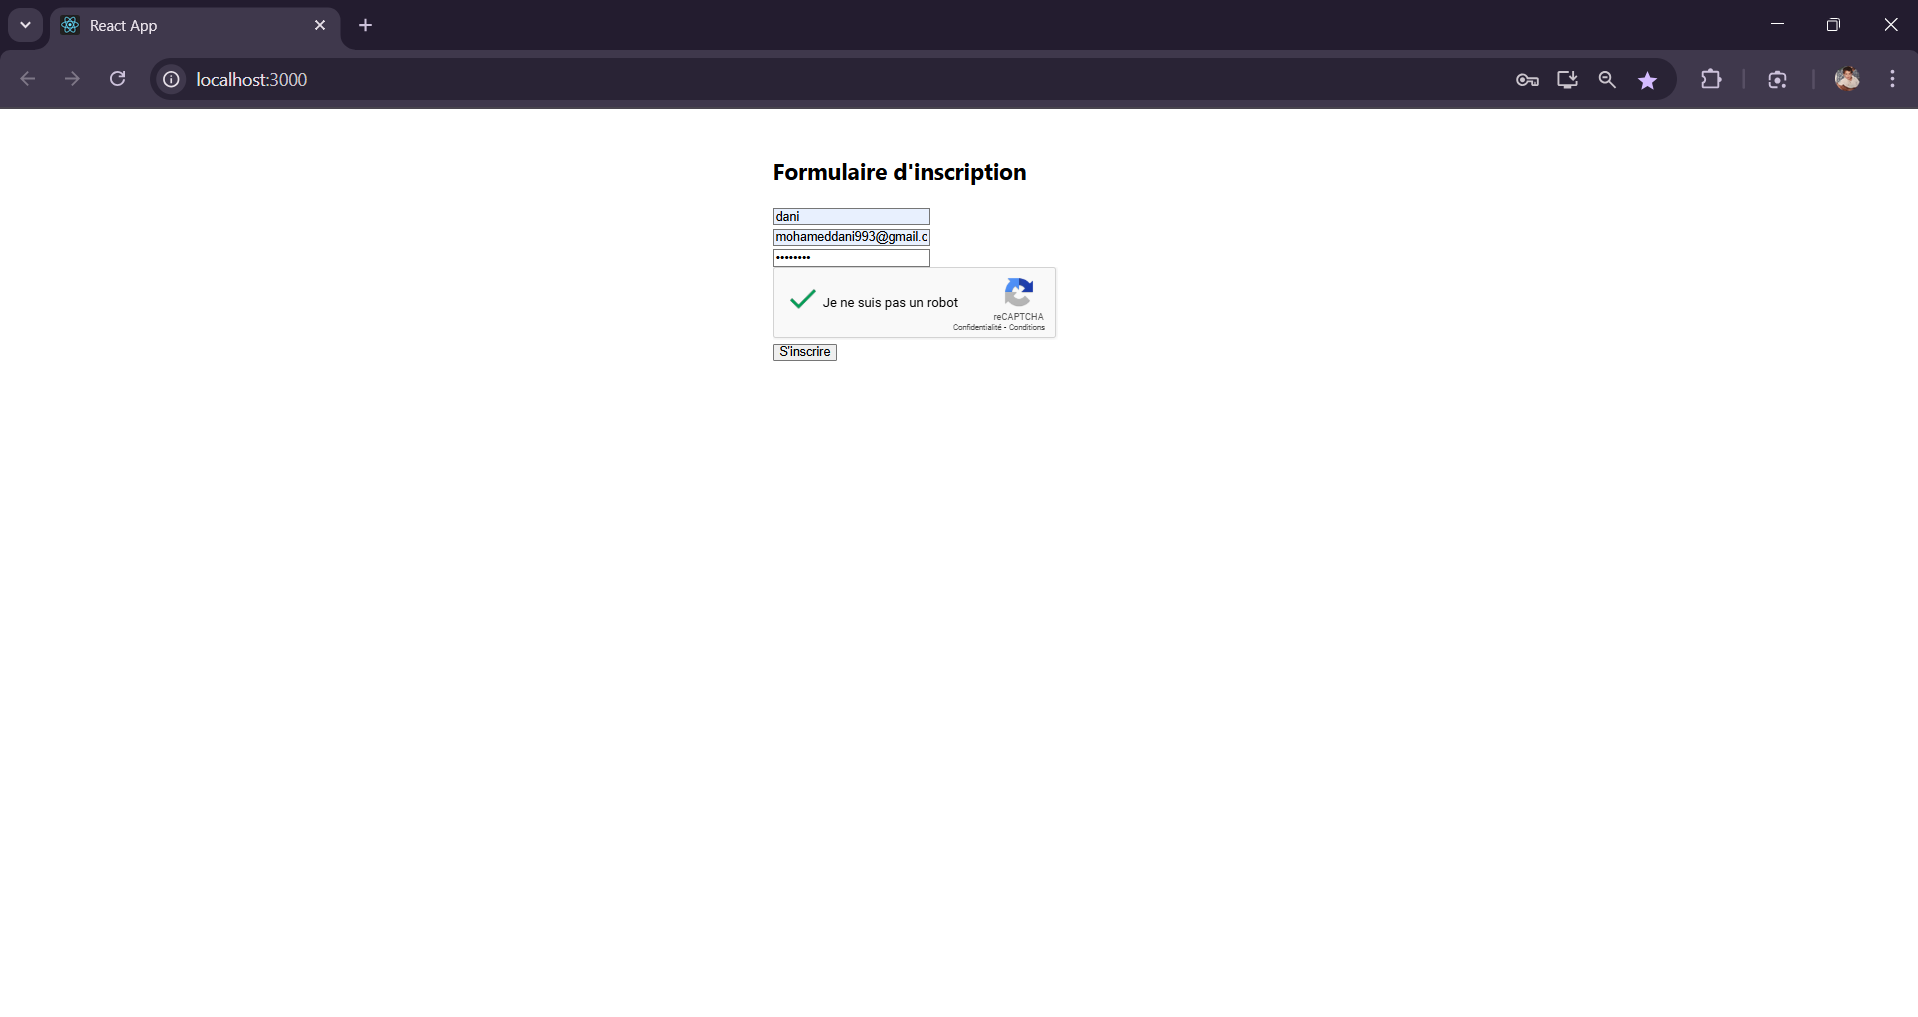 React App
localhost:3000
Formulaire d'inscription
dani
mohameddani993@gmail.c
••••••••
Je ne suis pas un robot
reCAPTCHA
Confidentialité - Conditions
S'inscrire